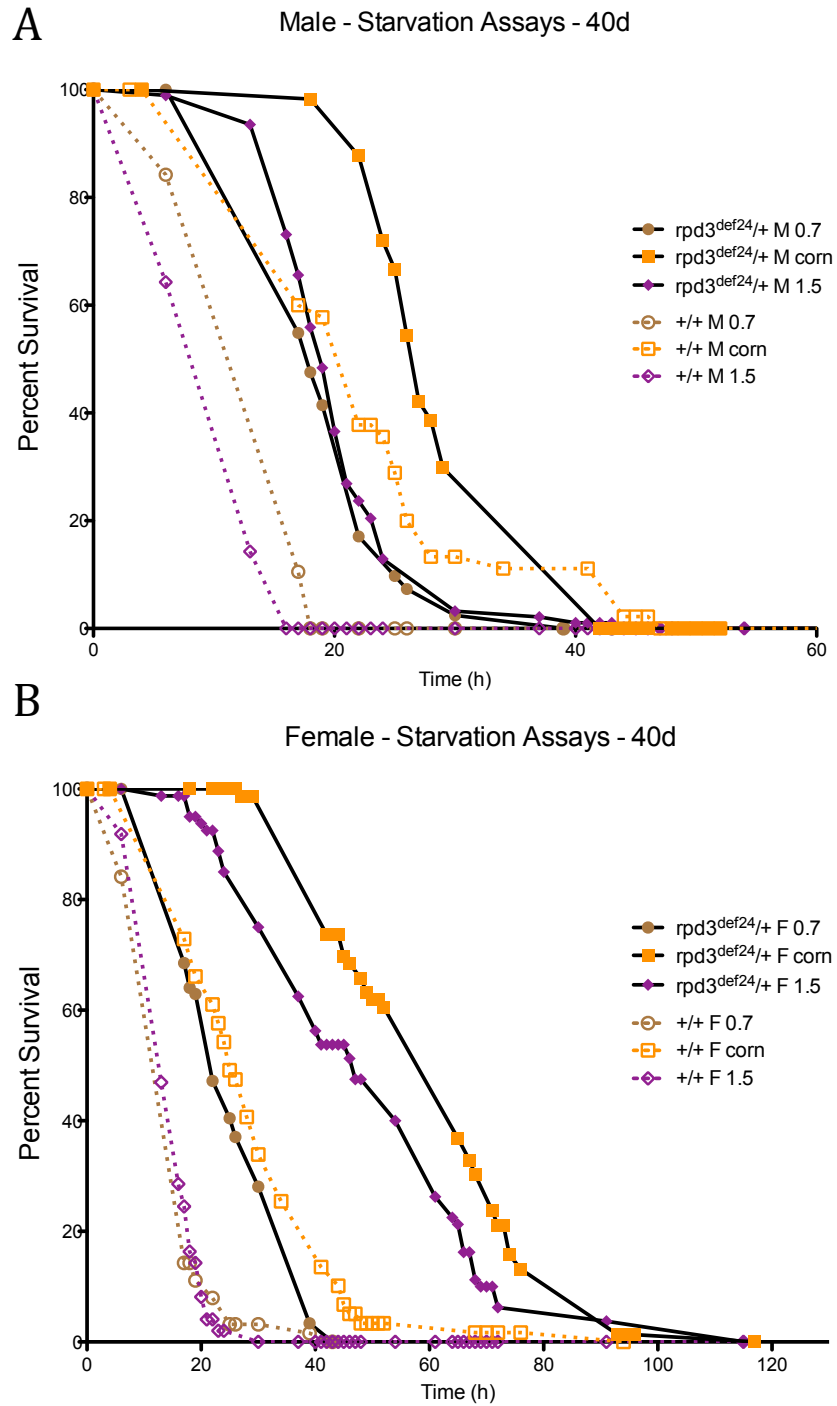 A
Male - Starvation Assays - 40d
Percent Survival
100
80
60
40
20
0
0 20 40 60
Time (h)
rpd3def24/+ M 0.7
rpd3def24/+ M corn
rpd3def24/+ M 1.5
+/+ M 0.7
+/+ M corn
+/+ M 1.5
B
Female - Starvation Assays - 40d
Percent Survival
100
80
60
40
20
0
0 20 40 60 80 100 120
Time (h)
rpd3def24/+ F 0.7
rpd3def24/+ F corn
rpd3def24/+ F 1.5
+/+ F 0.7
+/+ F corn
+/+ F 1.5